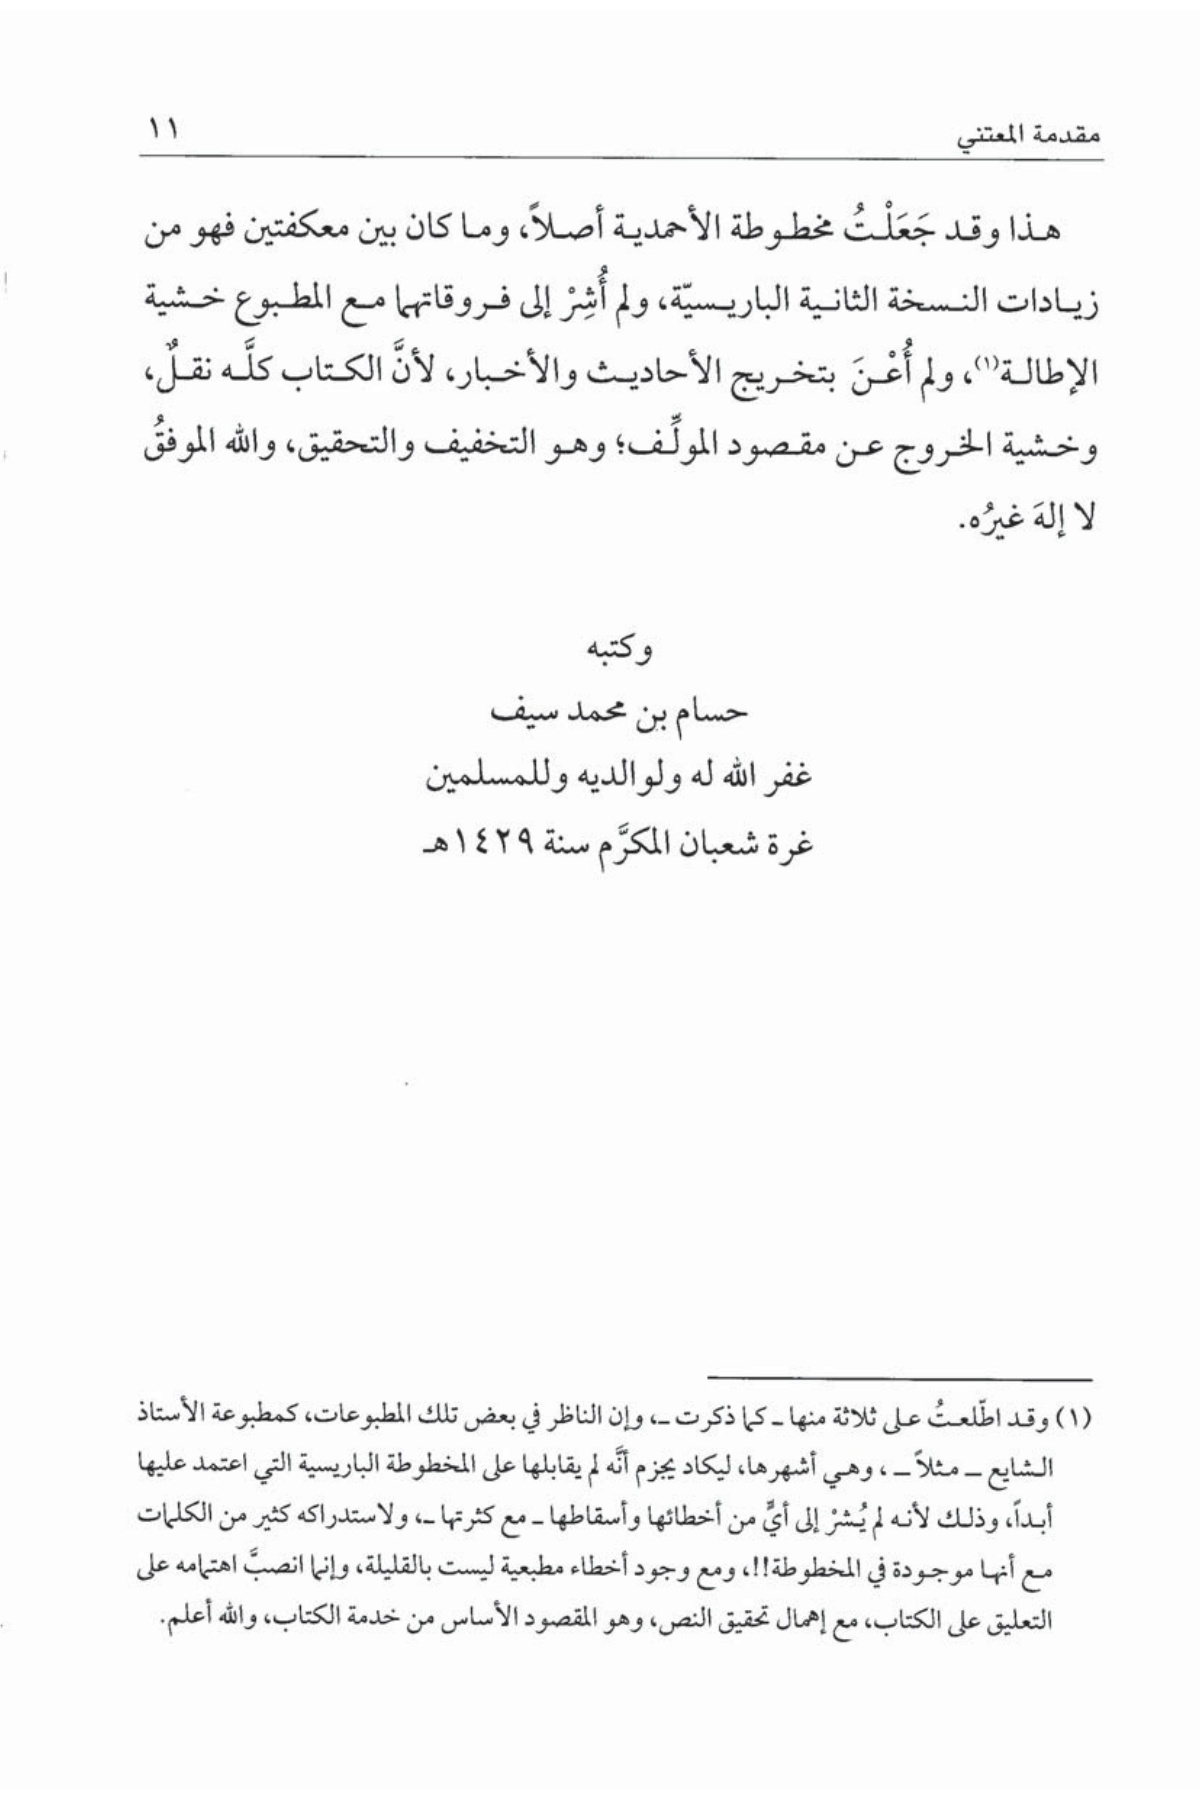 مقدمة المعتني
١١
هذا وقد جَعَلْتُ مخطوطة الأحمدية أصلاً، وما كان بين معكفتين فهو من
زيادات النسخة الثانية الباريسيّة، ولم أُشِرْ إلى فروقاتهما مع المطبوع خشية
الإطالة(١)، ولم أُعْنَ بتخريج الأحاديث والأخبار، لأنَّ الكتاب كلَّه نقلٌ،
وخشية الخروج عن مقصود المولِّف؛ وهو التخفيف والتحقيق، والله الموفقُ
لا إلهَ غيرُه.
وكتبه
حسام بن محمد سيف
غفر الله له ولوالديه وللمسلمين
غرة شعبان المكرَّم سنة ١٤٢٩هـ
(١) وقد اطّلعتُ على ثلاثة منها ـ كما ذكرت ـ، وإن الناظر في بعض تلك المطبوعات، كمطبوعة الأستاذ
الشايع ـ مثلاً ـ ، وهي أشهرها، ليكاد يجزم أنَّه لم يقابلها على المخطوطة الباريسية التي اعتمد عليها
أبداً، وذلك لأنه لم يُشرْ إلى أيٍّ من أخطائها وأسقاطها ـ مع كثرتها ـ، ولاستدراكه كثير من الكلمات
مع أنها موجودة في المخطوطة!!، ومع وجود أخطاء مطبعية ليست بالقليلة، وإنما انصبَّ اهتمامه على
التعليق على الكتاب، مع إهمال تحقيق النص، وهو المقصود الأساس من خدمة الكتاب، والله أعلم.